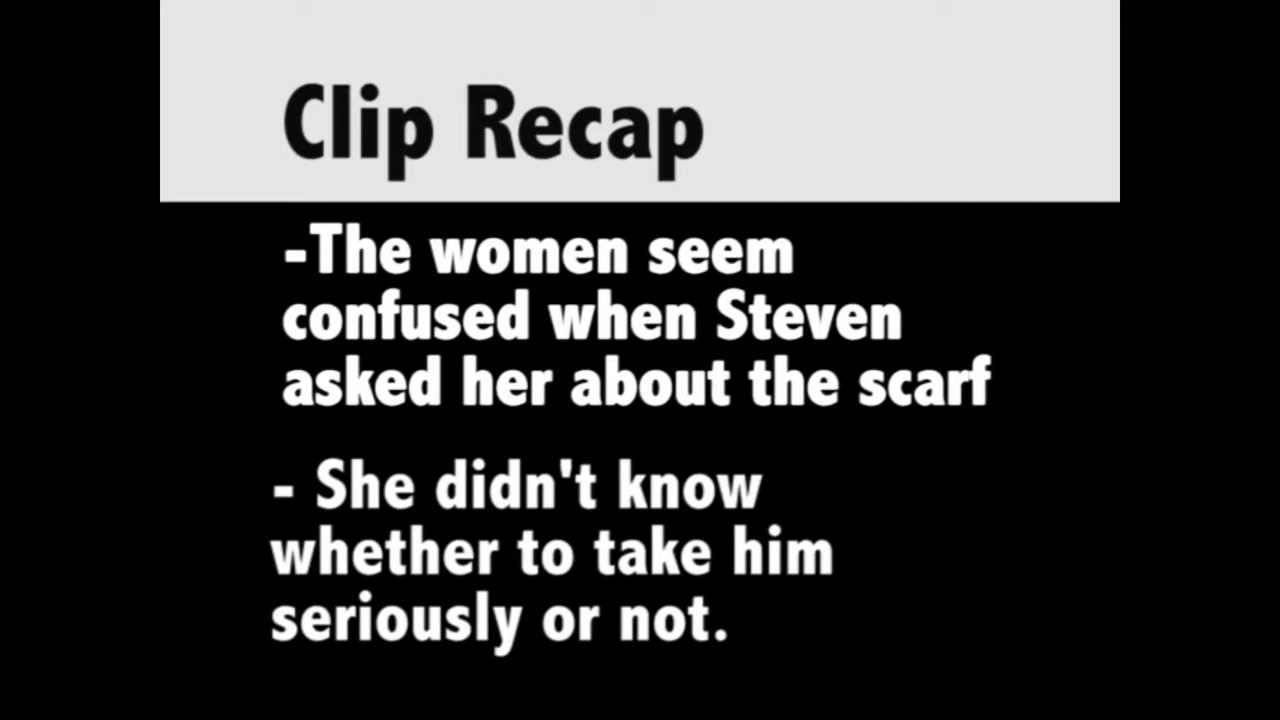 Clip Recap
-The women seem
confused when Steven
asked her about the scarf
- She didn't know
whether to take him
seriously or not.